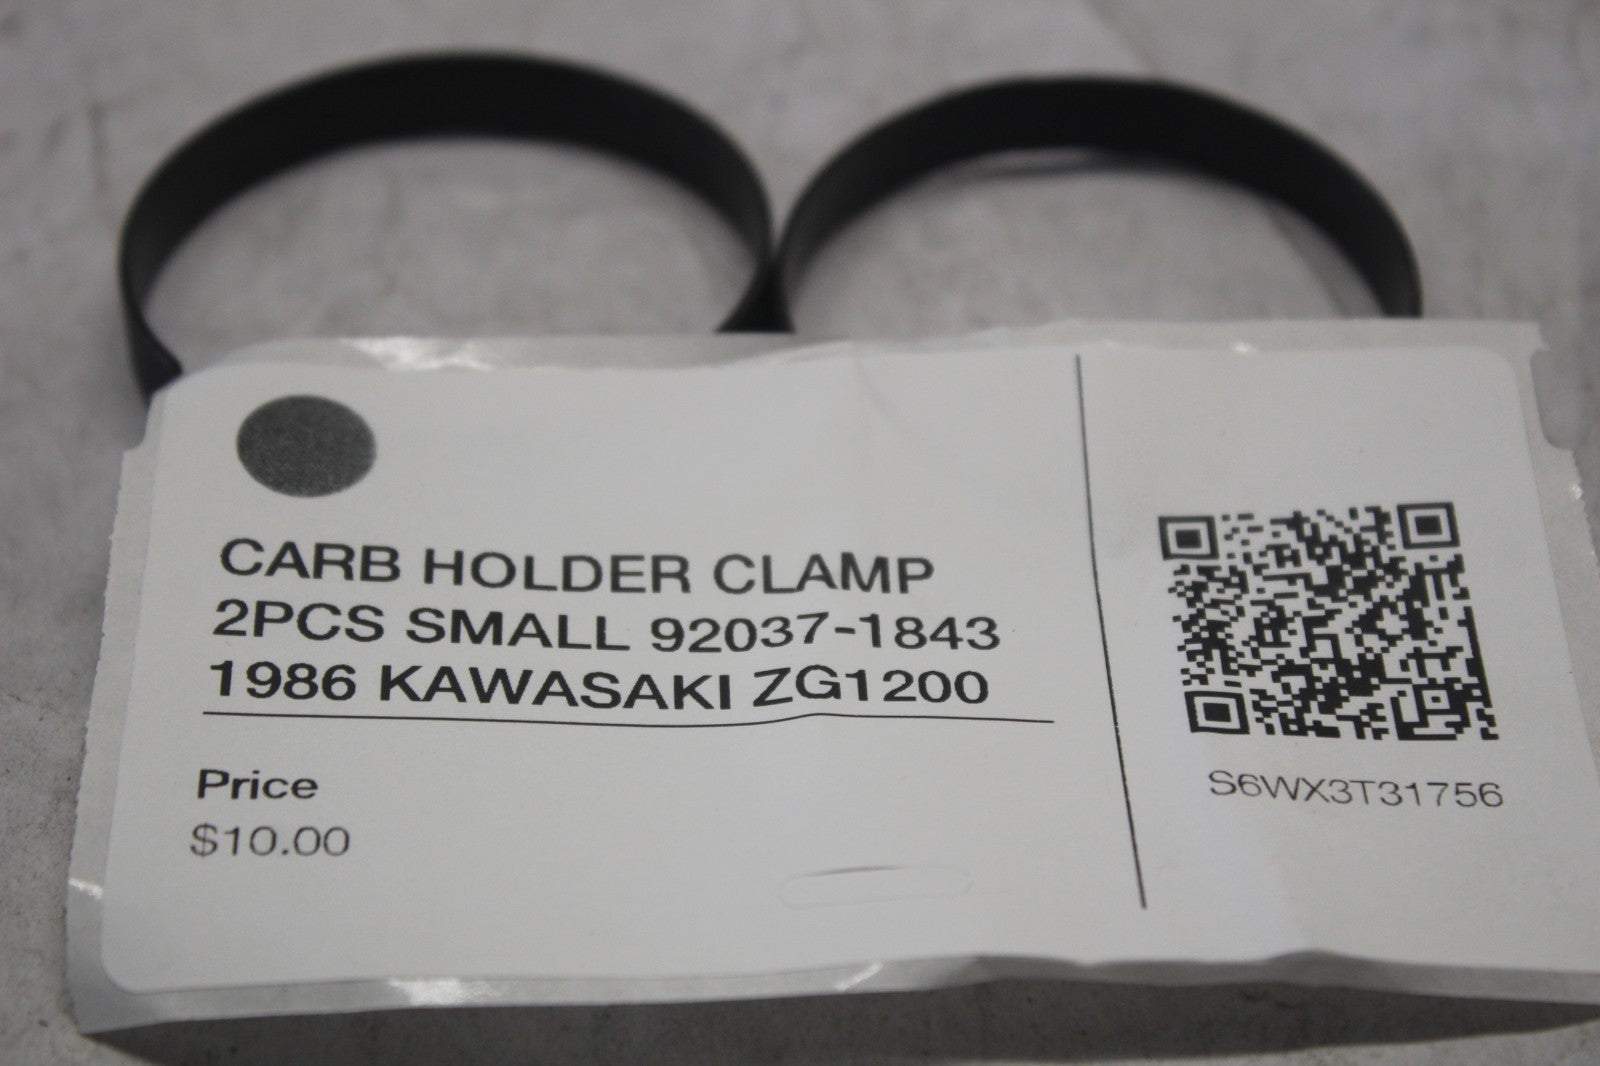 CARB HOLDER CLAMP
2PCS SMALL 92037-1843
1986 KAWASAKI ZG1200
Price
$10.00
S6WX3T31756